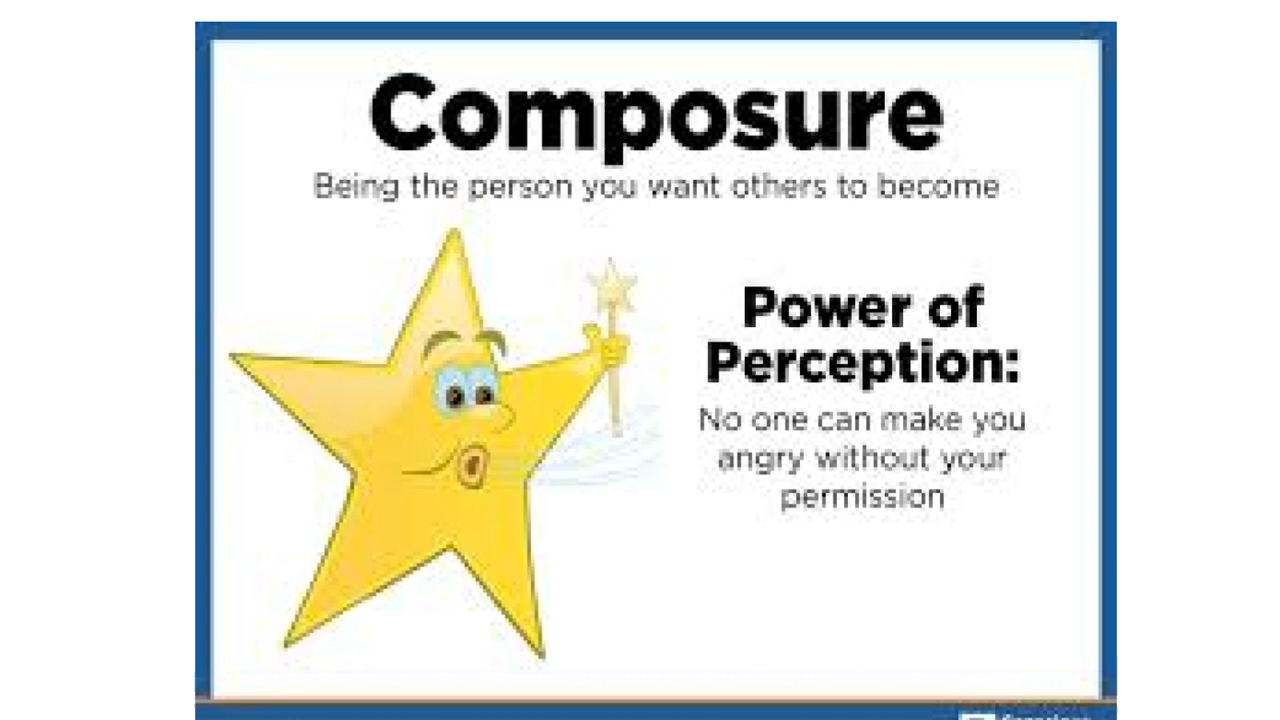 Composure
Being the person you want others to become
Power of
Perception:
No one can make you
angry without your
permission